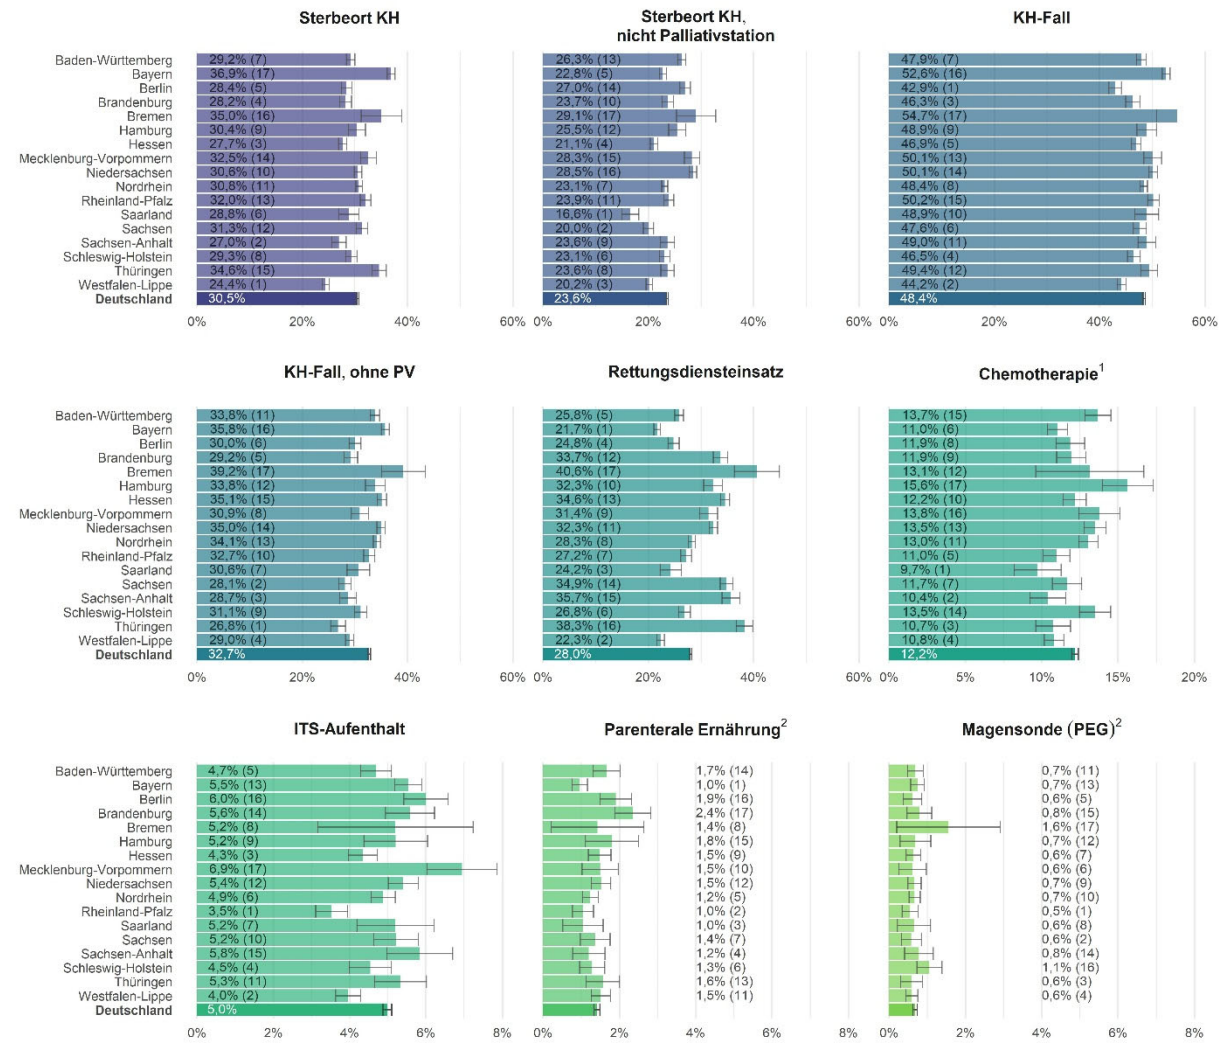 Sterbeort KH
Baden-Württemberg 29,2% (7)
Bayern 36,9% (17)
Berlin 28,4% (5)
Brandenburg 28,2% (4)
Bremen 35,0% (16)
Hamburg 30,4% (9)
Hessen 27,7% (3)
Mecklenburg-Vorpommern 32,5% (14)
Niedersachsen 30,6% (10)
Nordrhein 30,8% (11)
Rheinland-Pfalz 32,0% (13)
Saarland 28,8% (6)
Sachsen 31,3% (12)
Sachsen-Anhalt 27,0% (2)
Schleswig-Holstein 29,3% (8)
Thüringen 34,6% (15)
Westfalen-Lippe 24,4% (1)
Deutschland 30,5%
0% 20% 40% 60%
Sterbeort KH,
nicht Palliativstation
26,3% (13)
22,8% (5)
27,0% (14)
23,7% (10)
29,1% (17)
25,5% (12)
21,1% (4)
28,3% (15)
28,5% (16)
23,1% (7)
23,9% (11)
16,6% (1)
20,0% (2)
23,6% (9)
23,1% (6)
23,6% (8)
20,2% (3)
23,6%
0% 20% 40% 60%
KH-Fall
47,9% (7)
52,6% (16)
42,9% (1)
46,3% (3)
54,7% (17)
48,9% (9)
46,9% (5)
50,1% (13)
50,1% (14)
48,4% (8)
50,2% (15)
48,9% (10)
47,6% (6)
49,0% (11)
46,5% (4)
49,4% (12)
44,2% (2)
48,4%
0% 20% 40% 60%
KH-Fall, ohne PV
Baden-Württemberg 33,8% (11)
Bayern 35,8% (16)
Berlin 30,0% (6)
Brandenburg 29,2% (5)
Bremen 39,2% (17)
Hamburg 33,8% (12)
Hessen 35,1% (15)
Mecklenburg-Vorpommern 30,9% (8)
Niedersachsen 35,0% (14)
Nordrhein 34,1% (13)
Rheinland-Pfalz 32,7% (10)
Saarland 30,6% (7)
Sachsen 28,1% (2)
Sachsen-Anhalt 28,7% (3)
Schleswig-Holstein 31,1% (9)
Thüringen 26,8% (1)
Westfalen-Lippe 29,0% (4)
Deutschland 32,7%
0% 20% 40% 60%
Rettungsdiensteinsatz
25,8% (5)
21,7% (1)
24,8% (4)
33,7% (12)
40,6% (17)
32,3% (10)
34,6% (13)
31,4% (9)
32,3% (11)
28,3% (8)
27,2% (7)
24,2% (3)
34,9% (14)
35,7% (15)
26,8% (6)
38,3% (16)
22,3% (2)
28,0%
0% 20% 40% 60%
Chemotherapie¹
13,7% (15)
11,0% (6)
11,9% (8)
11,9% (9)
13,1% (12)
15,6% (17)
12,2% (10)
13,8% (16)
13,5% (13)
13,0% (11)
11,0% (5)
9,7% (1)
11,7% (7)
10,4% (2)
13,5% (14)
10,7% (3)
10,8% (4)
12,2%
0% 5% 10% 15% 20%
ITS-Aufenthalt
Baden-Württemberg 4,7% (5)
Bayern 5,5% (13)
Berlin 6,0% (16)
Brandenburg 5,6% (14)
Bremen 5,2% (8)
Hamburg 5,2% (9)
Hessen 4,3% (3)
Mecklenburg-Vorpommern 6,9% (17)
Niedersachsen 5,4% (12)
Nordrhein 4,9% (6)
Rheinland-Pfalz 3,5% (1)
Saarland 5,2% (7)
Sachsen 5,2% (10)
Sachsen-Anhalt 5,8% (15)
Schleswig-Holstein 4,5% (4)
Thüringen 5,3% (11)
Westfalen-Lippe 4,0% (2)
Deutschland 5,0%
0% 2% 4% 6% 8%
Parenterale Ernährung²
1,7% (14)
1,0% (1)
1,9% (16)
2,4% (17)
1,4% (8)
1,8% (15)
1,5% (9)
1,5% (10)
1,5% (12)
1,2% (5)
1,0% (2)
1,0% (3)
1,4% (7)
1,2% (4)
1,3% (6)
1,6% (13)
1,5% (11)
0% 2% 4% 6% 8%
Magensonde (PEG)²
0,7% (11)
0,7% (13)
0,6% (5)
0,8% (15)
1,6% (17)
0,7% (12)
0,6% (7)
0,6% (6)
0,7% (9)
0,7% (10)
0,5% (1)
0,6% (8)
0,6% (2)
0,8% (14)
1,1% (16)
0,6% (3)
0,6% (4)
0% 2% 4% 6% 8%